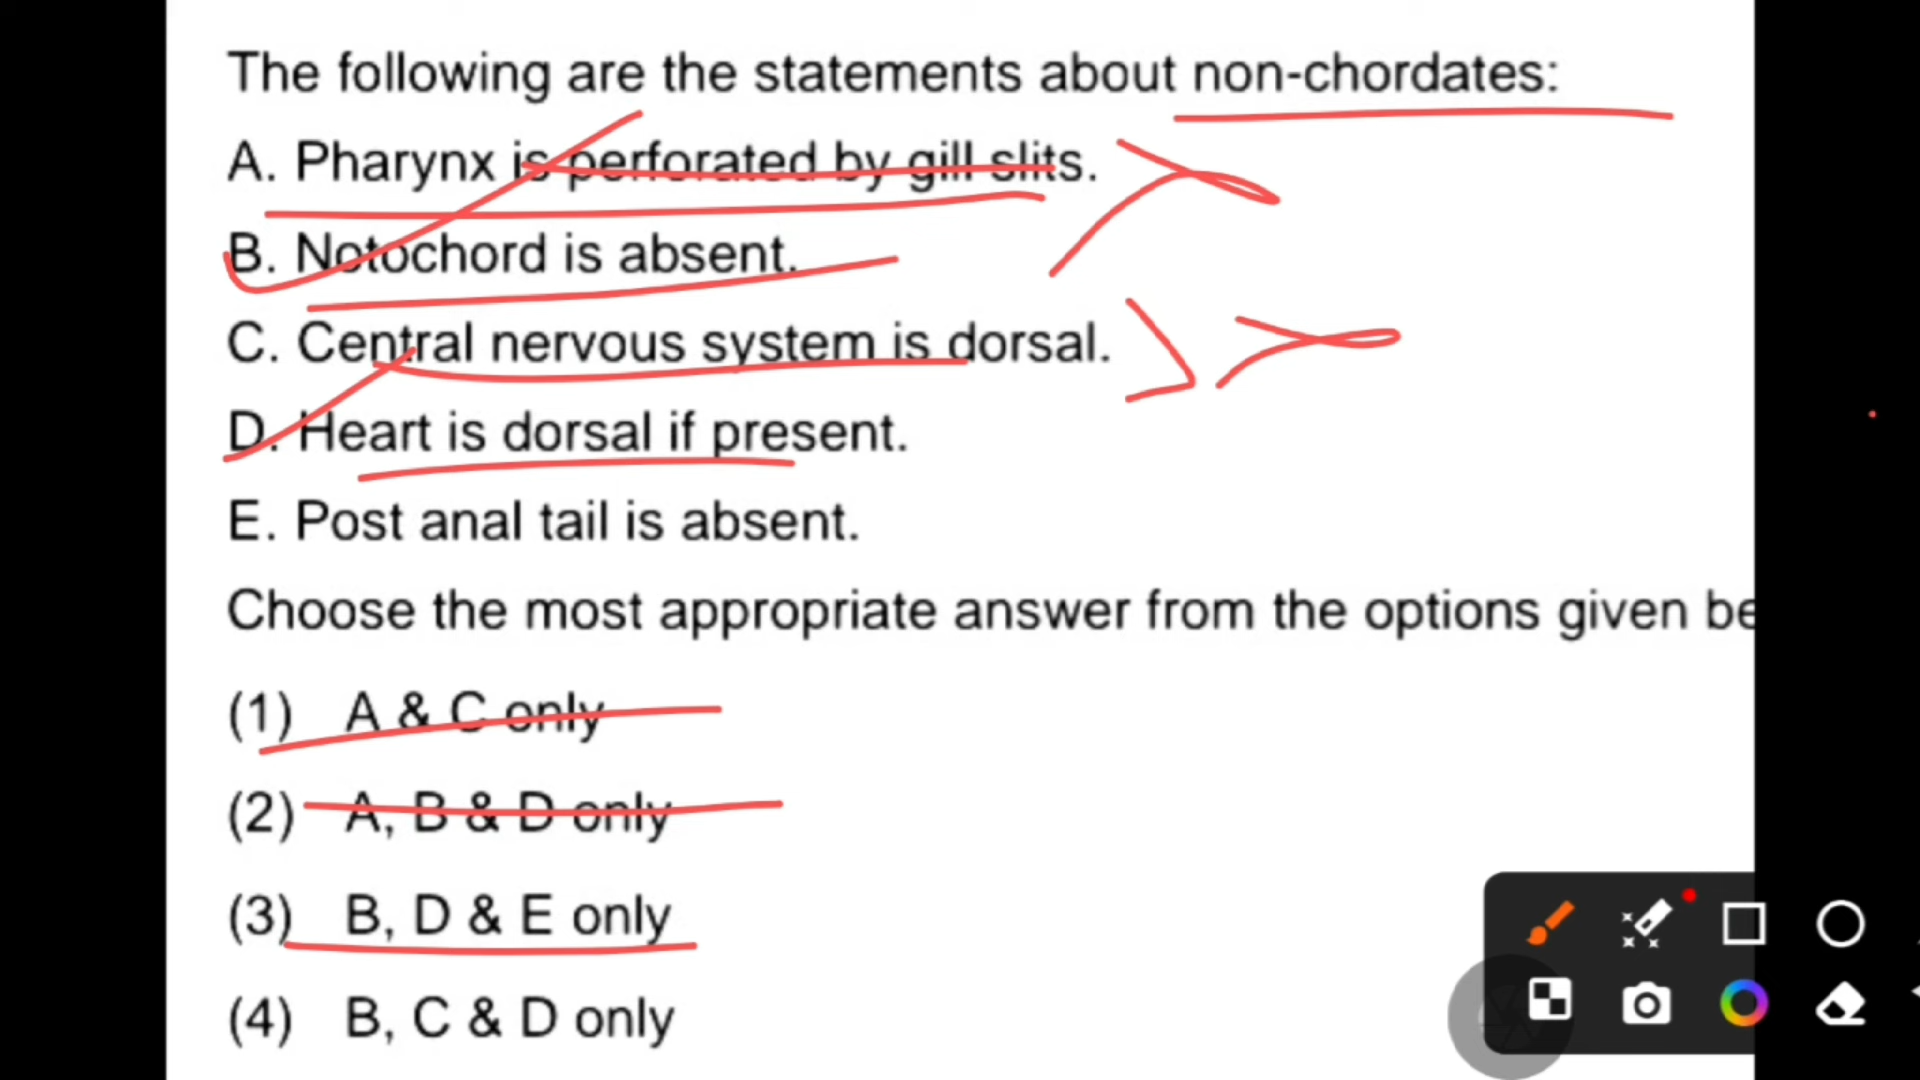 The following are the statements about non-chordates:
A. Pharynx is perforated by gill slits.
B. Notochord is absent.
C. Central nervous system is dorsal.
D. Heart is dorsal if present.
E. Post anal tail is absent.
Choose the most appropriate answer from the options given be
(1) A & C only
(2) A, B & D only
(3) B, D & E only
(4) B, C & D only